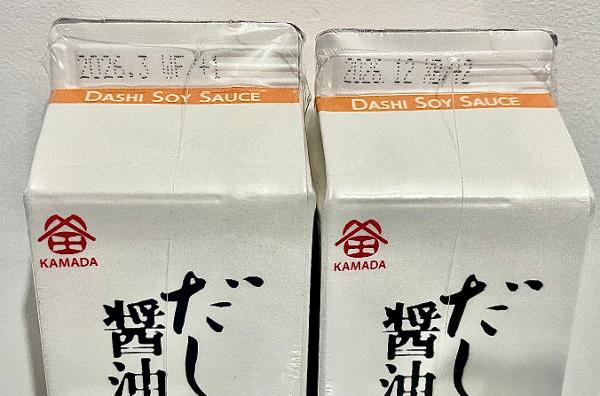 2026.3 WF/41
DASHI SOY SAUCE
KAMADA
だし
醤油
2026.12
DASHI SOY SAUCE
KAMADA
だし
醤油